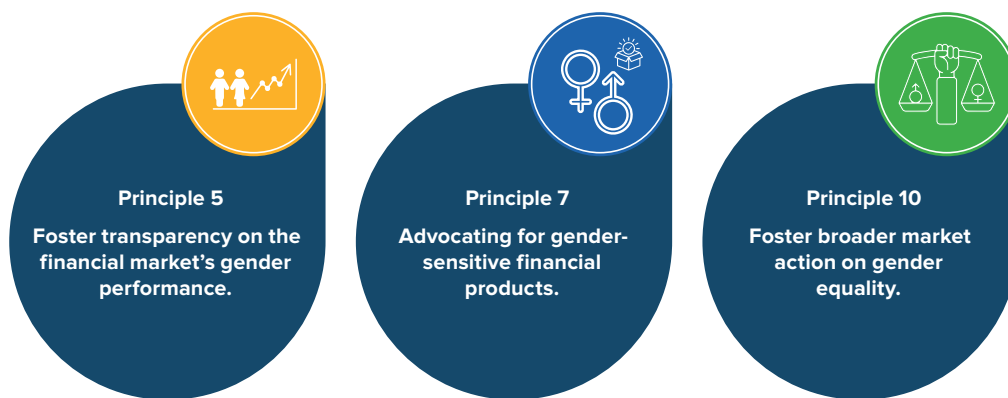 Principle 5
Foster transparency on the
financial market's gender
performance.
Principle 7
Advocating for gender-
sensitive financial
products.
Principle 10
Foster broader market
action on gender
equality.